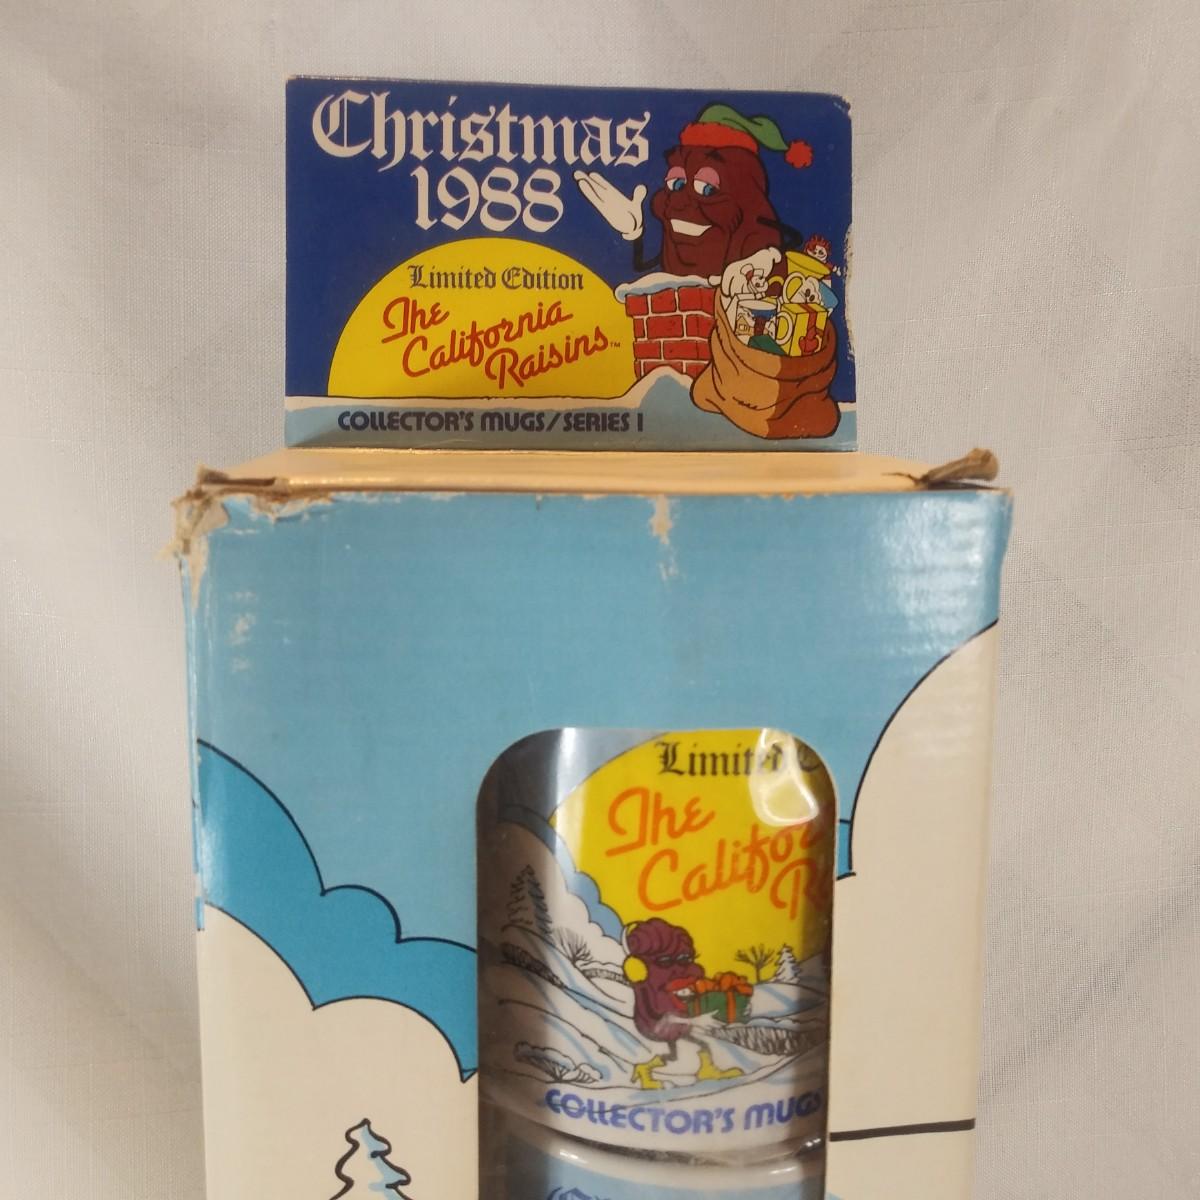 Christmas
1988
Limited Edition
The
California
Raisins™
COLLECTOR'S MUGS/SERIES I
Limited
The
Califor
R
COLLECTOR'S MUGS